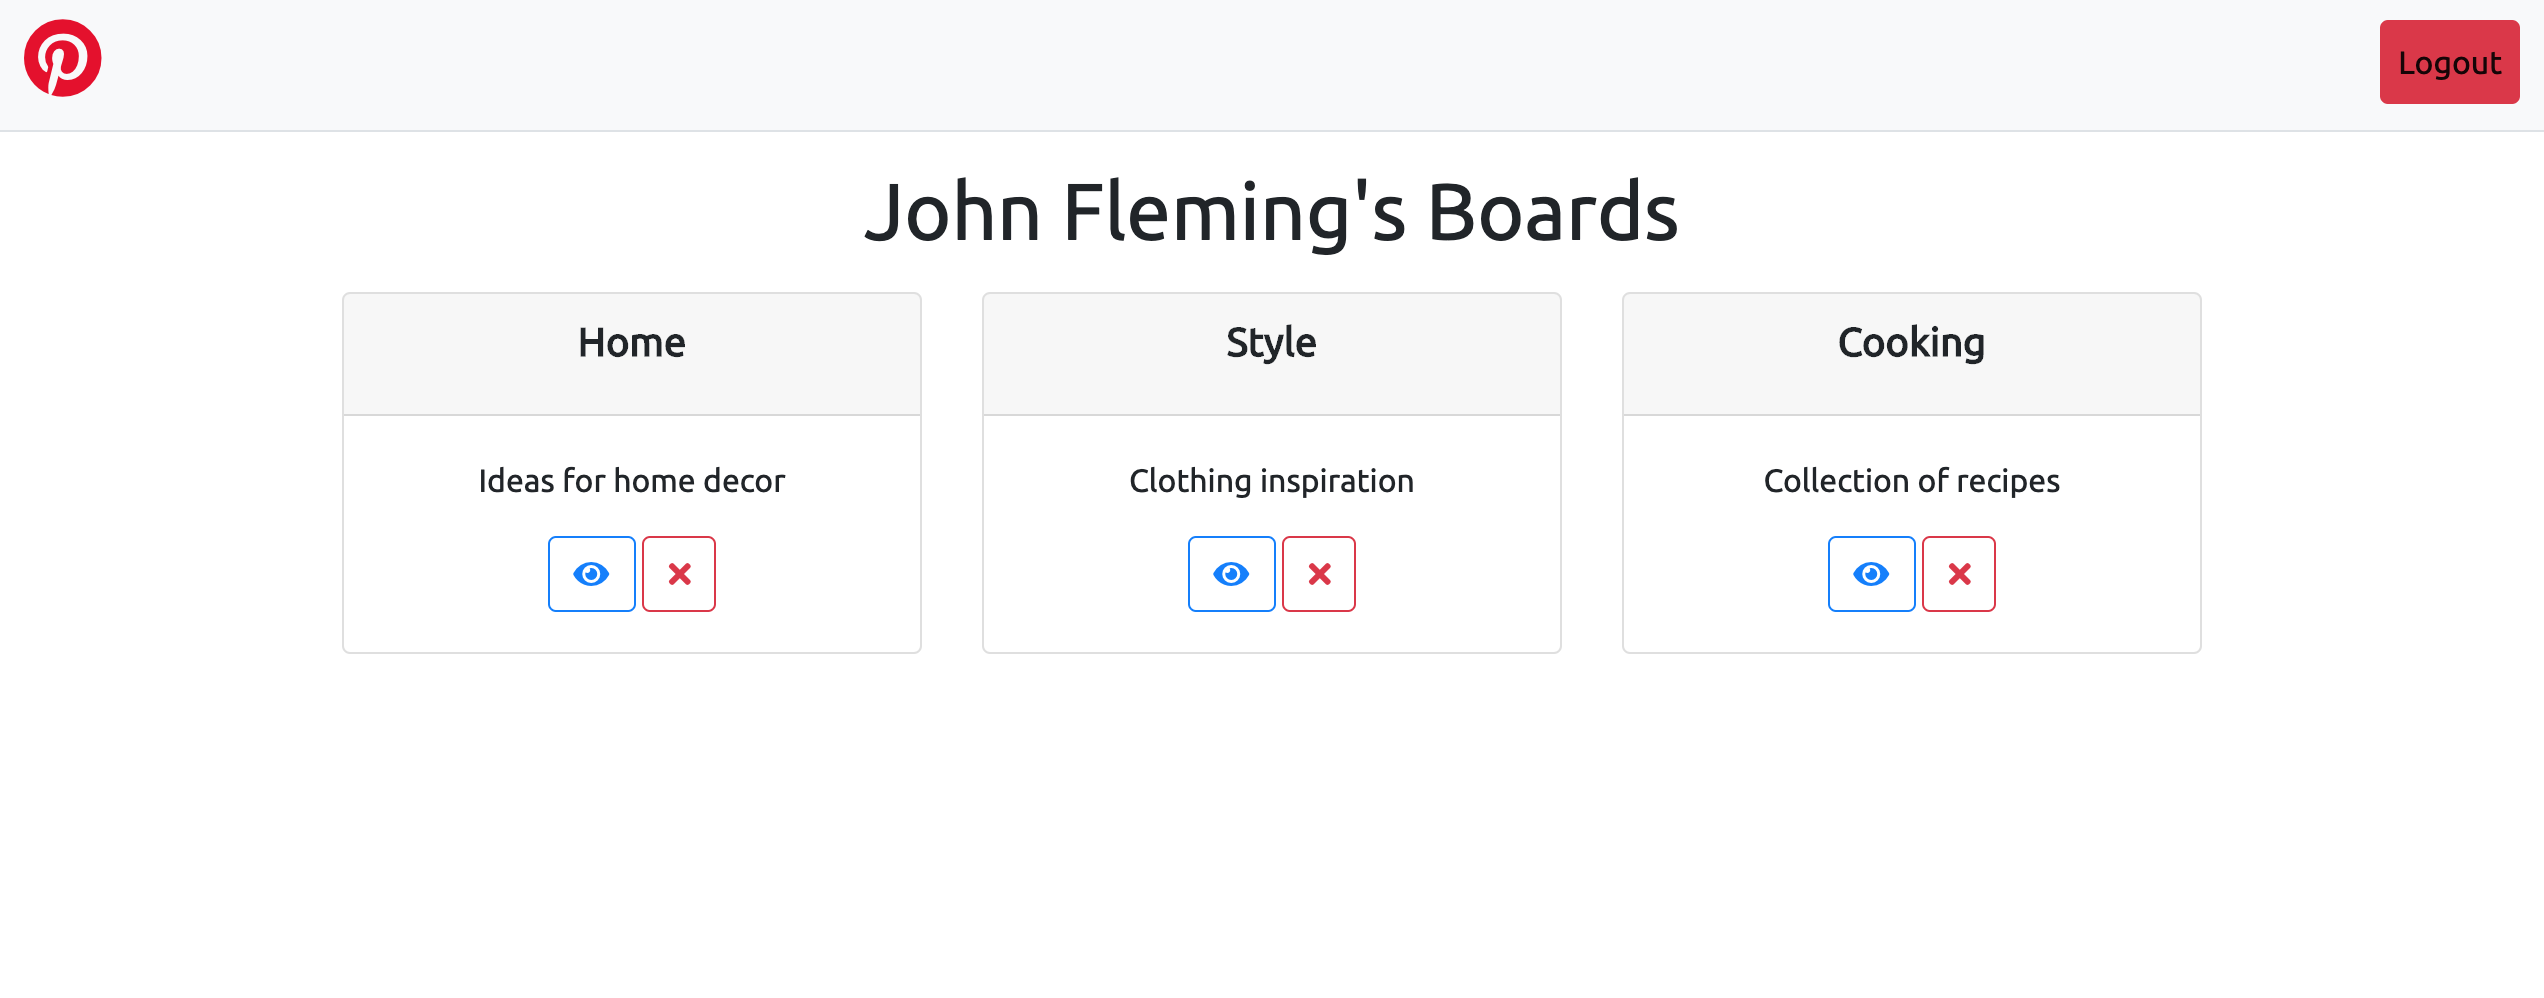 Logout
John Fleming's Boards
Home
Style
Cooking
Ideas for home decor
Clothing inspiration
Collection of recipes